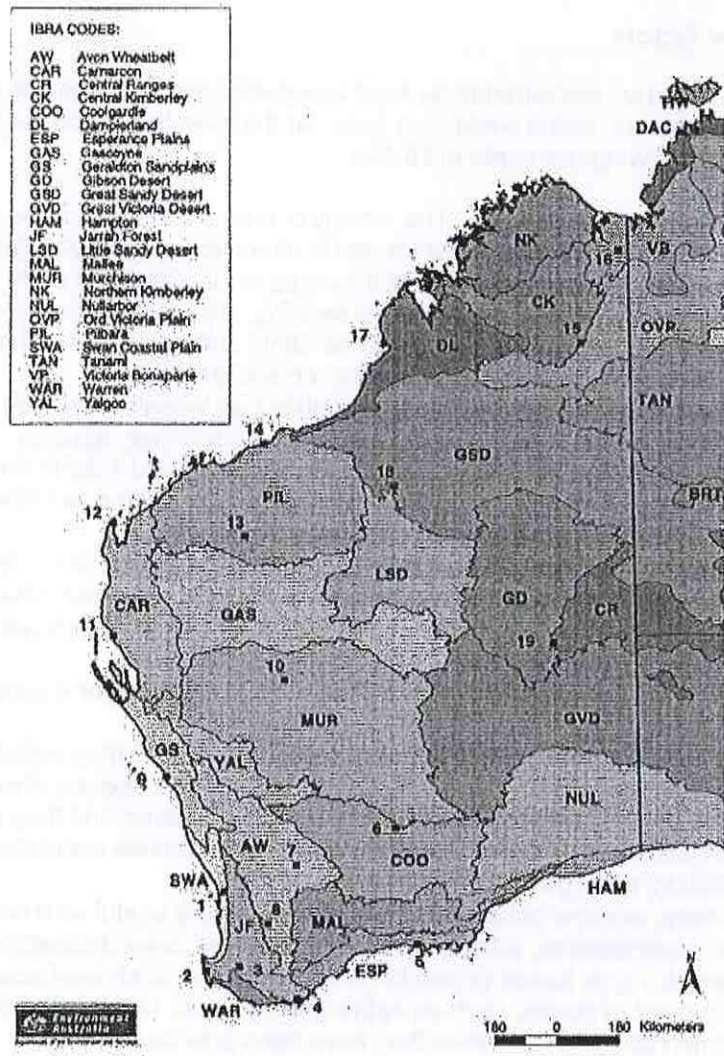 IBRA CODES:
AW Avon Wheatbelt
CAR Carnarvon
CR Central Ranges
CK Central Kimberley
COO Coolgardie
DL Dampierland
ESP Esperance Plains
GAS Gascoyne
GS Geraldton Sandplains
GD Gibson Desert
GSD Great Sandy Desert
GVD Great Victoria Desert
HAM Hampton
JF Jarrah Forest
LSD Little Sandy Desert
MAL Mallee
MUR Murchison
NK Northern Kimberley
NUL Nullarbor
OVP Ord Victoria Plain
PIL Pilbara
SWA Swan Coastal Plain
TAN Tanami
VP Victoria Bonaparte
WAR Warren
YAL Yalgoo
TIW
DAC
NK
16
VB
CK
17
DL
15
OVP
TAN
14
GSD
18
PIL
BRT
12
13
LSD
CAR
GAS
GD
CR
11
19
10
MUR
GVD
GS
YAL
9
NUL
6
AW
7
COO
SWA
HAM
1
8
JF
MAL
5
2
3
ESP
N
WAR
4
180 0 180 Kilometers
Environment
Australia